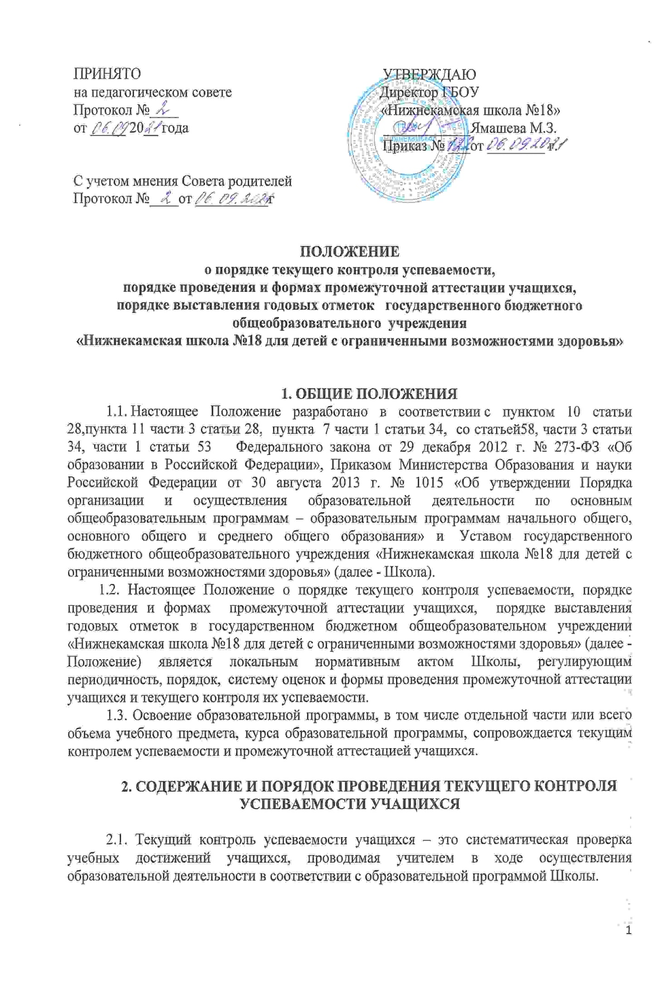 ПРИНЯТО
на педагогическом совете
Протокол № 2
от 06.09 2021 года
УТВЕРЖДАЮ
Директор ГБОУ
«Нижнекамская школа №18»
Ямашева М.З.
Приказ № от 06.09.2021 г.
С учетом мнения Совета родителей
Протокол № 2 от 06.09.2021г
ПОЛОЖЕНИЕ
о порядке текущего контроля успеваемости,
порядке проведения и формах промежуточной аттестации учащихся,
порядке выставления годовых отметок государственного бюджетного
общеобразовательного учреждения
«Нижнекамская школа №18 для детей с ограниченными возможностями здоровья»
1. ОБЩИЕ ПОЛОЖЕНИЯ
1.1. Настоящее Положение разработано в соответствии с пунктом 10 статьи
28,пункта 11 части 3 статьи 28, пункта 7 части 1 статьи 34, со статьей58, части 3 статьи
34, части 1 статьи 53 Федерального закона от 29 декабря 2012 г. № 273-ФЗ «Об
образовании в Российской Федерации», Приказом Министерства Образования и науки
Российской Федерации от 30 августа 2013 г. № 1015 «Об утверждении Порядка
организации и осуществления образовательной деятельности по основным
общеобразовательным программам – образовательным программам начального общего,
основного общего и среднего общего образования» и Уставом государственного
бюджетного общеобразовательного учреждения «Нижнекамская школа №18 для детей с
ограниченными возможностями здоровья» (далее - Школа).
1.2. Настоящее Положение о порядке текущего контроля успеваемости, порядке
проведения и формах промежуточной аттестации учащихся, порядке выставления
годовых отметок в государственном бюджетном общеобразовательном учреждений
«Нижнекамская школа №18 для детей с ограниченными возможностями здоровья» (далее -
Положение) является локальным нормативным актом Школы, регулирующим
периодичность, порядок, систему оценок и формы проведения промежуточной аттестации
учащихся и текущего контроля их успеваемости.
1.3. Освоение образовательной программы, в том числе отдельной части или всего
объема учебного предмета, курса образовательной программы, сопровождается текущим
контролем успеваемости и промежуточной аттестацией учащихся.
2. СОДЕРЖАНИЕ И ПОРЯДОК ПРОВЕДЕНИЯ ТЕКУЩЕГО КОНТРОЛЯ
УСПЕВАЕМОСТИ УЧАЩИХСЯ
2.1. Текущий контроль успеваемости учащихся – это систематическая проверка
учебных достижений учащихся, проводимая учителем в ходе осуществления
образовательной деятельности в соответствии с образовательной программой Школы.
1